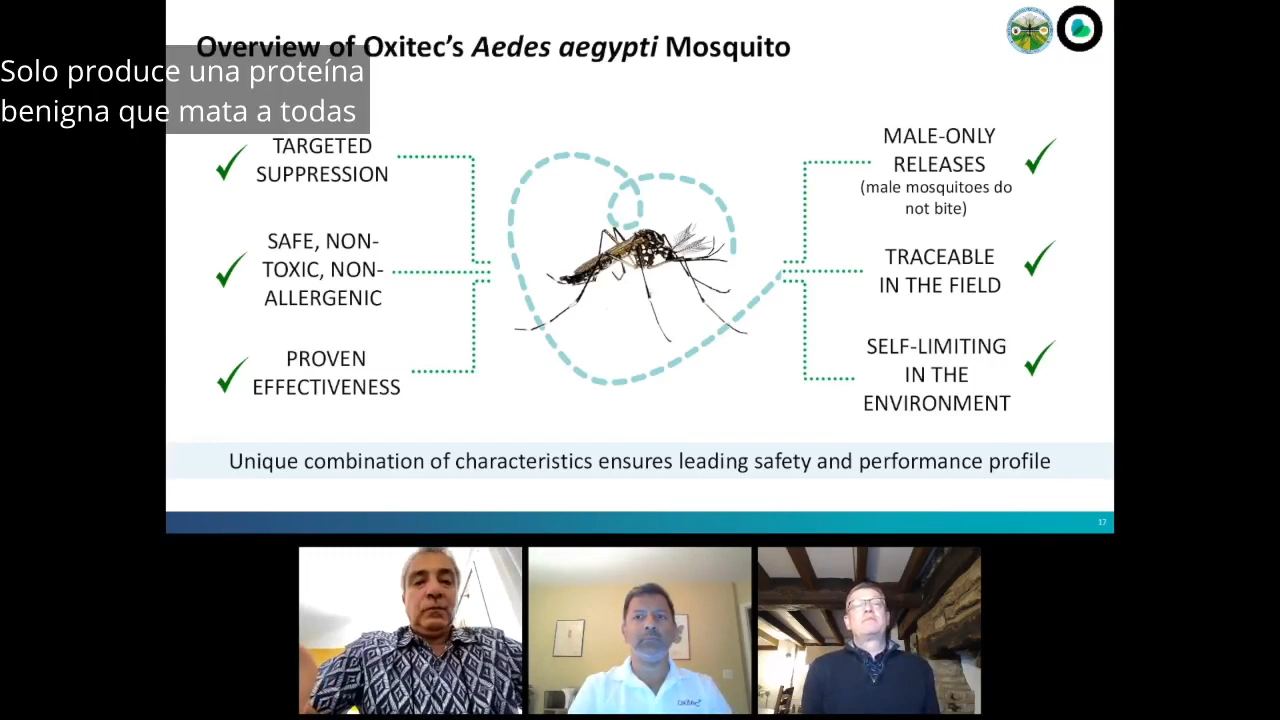 Overview of Oxitec's Aedes aegypti Mosquito
Solo produce una proteína
benigna que mata a todas
TARGETED
SUPPRESSION
SAFE, NON-
TOXIC, NON-
ALLERGENIC
PROVEN
EFFECTIVENESS
MALE-ONLY
RELEASES
(male mosquitoes do
not bite)
TRACEABLE
IN THE FIELD
SELF-LIMITING
IN THE
ENVIRONMENT
Unique combination of characteristics ensures leading safety and performance profile
17
oxitec